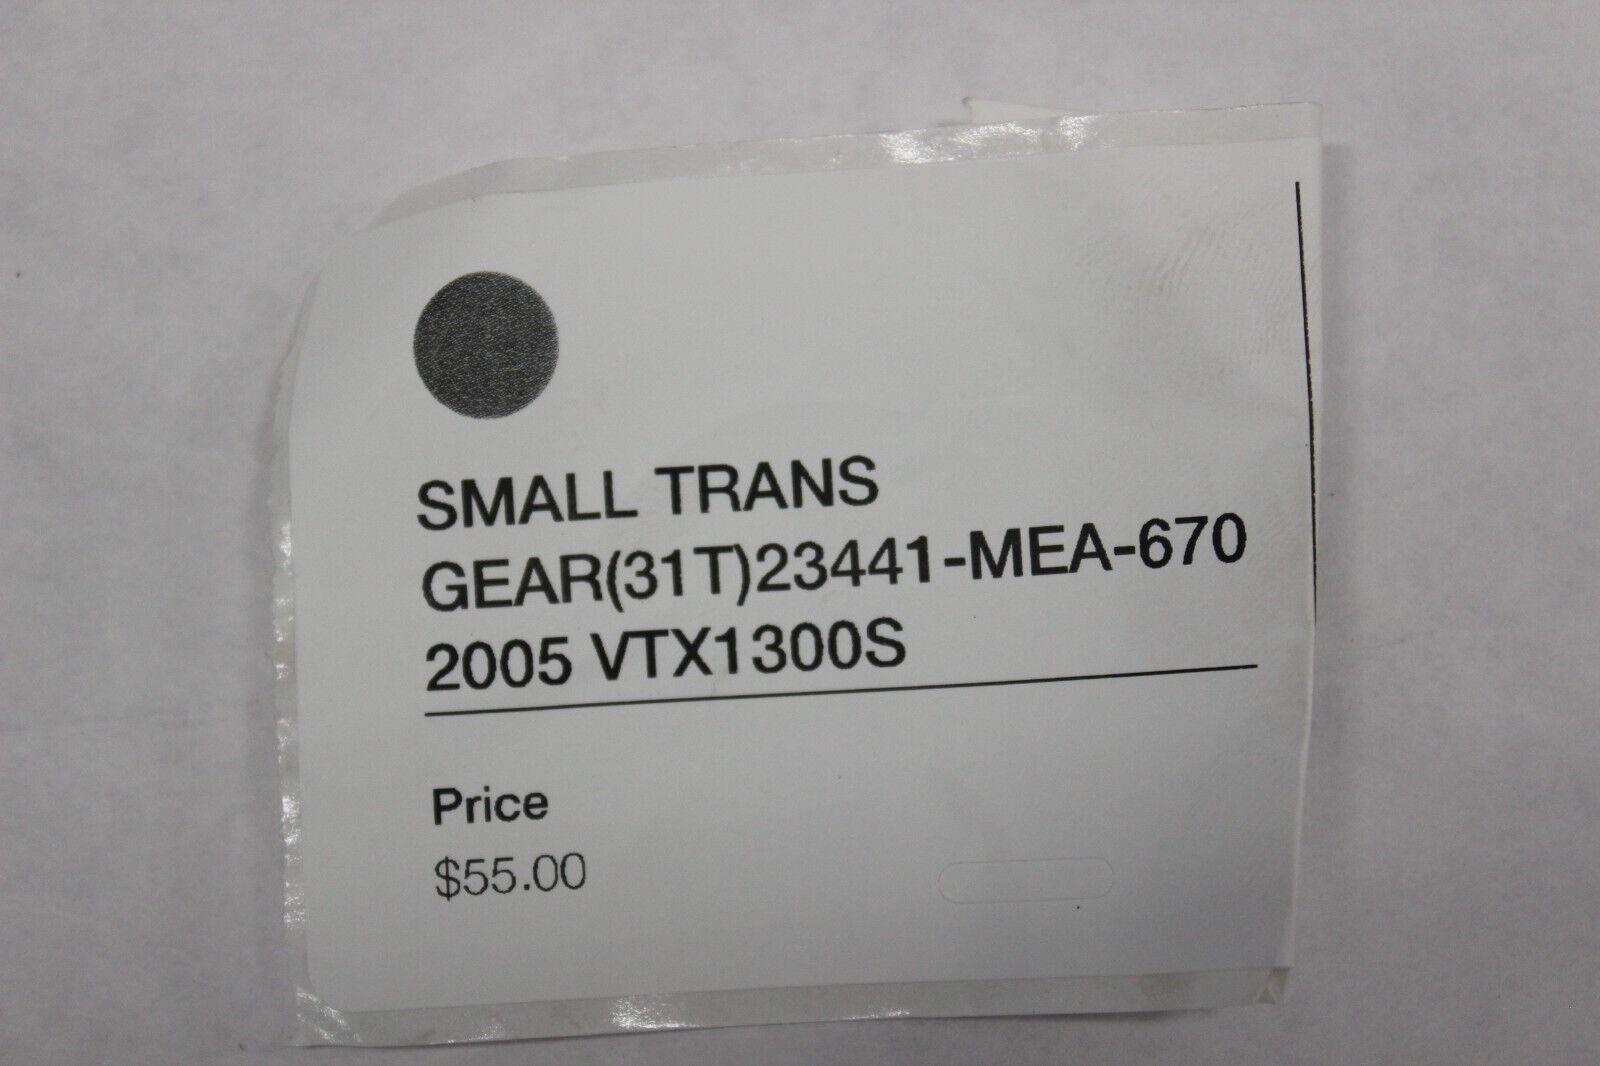 SMALL TRANS
GEAR(31T)23441-MEA-670
2005 VTX1300S
Price
$55.00